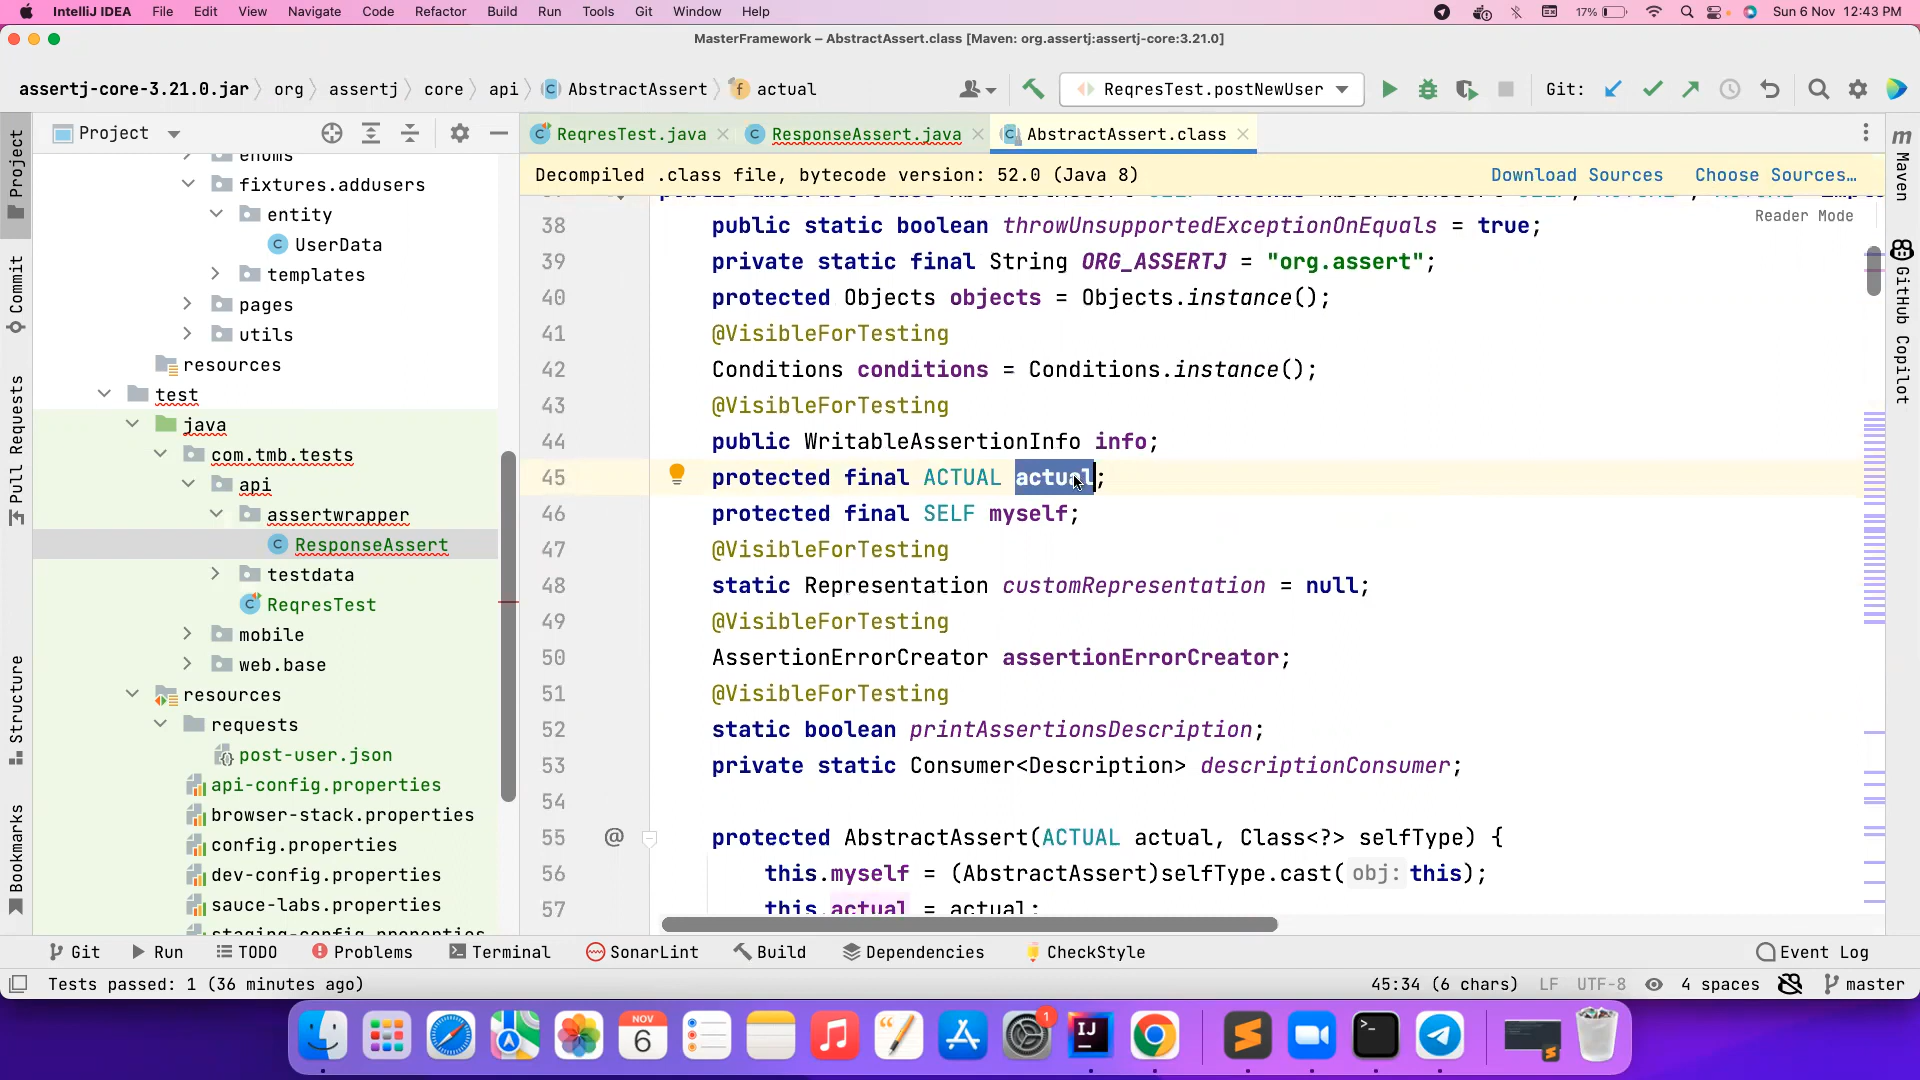 IntelliJ IDEA File Edit View Navigate Code Refactor Build Run Tools Git Window Help 17% Sun 6 Nov 12:43 PM
MasterFramework – AbstractAssert.class [Maven: org.assertj:assertj-core:3.21.0]
assertj-core-3.21.0.jar org assertj core api AbstractAssert actual ReqresTest.postNewUser Git:
Project ReqresTest.java ResponseAssert.java AbstractAssert.class
Decompiled .class file, bytecode version: 52.0 (Java 8) Download Sources Choose Sources…
Reader Mode
38 public static boolean throwUnsupportedExceptionOnEquals = true;
39 private static final String ORG_ASSERTJ = "org.assert";
40 protected Objects objects = Objects.instance();
41 @VisibleForTesting
42 Conditions conditions = Conditions.instance();
43 @VisibleForTesting
44 public WritableAssertionInfo info;
45 protected final ACTUAL actual;
46 protected final SELF myself;
47 @VisibleForTesting
48 static Representation customRepresentation = null;
49 @VisibleForTesting
50 AssertionErrorCreator assertionErrorCreator;
51 @VisibleForTesting
52 static boolean printAssertionsDescription;
53 private static Consumer<Description> descriptionConsumer;
54
55 @ protected AbstractAssert(ACTUAL actual, Class<?> selfType) {
56 this.myself = (AbstractAssert)selfType.cast( obj: this);
57 this.actual = actual;
enums
fixtures.addusers
entity
UserData
templates
pages
utils
resources
test
java
com.tmb.tests
api
assertwrapper
ResponseAssert
testdata
ReqresTest
mobile
web.base
resources
requests
post-user.json
api-config.properties
browser-stack.properties
config.properties
dev-config.properties
sauce-labs.properties
staging-config.properties
Project
Commit
Pull Requests
Structure
Bookmarks
m
Maven
GitHub Copilot
Git Run TODO Problems Terminal SonarLint Build Dependencies CheckStyle Event Log
Tests passed: 1 (36 minutes ago) 45:34 (6 chars) LF UTF-8 4 spaces master
NOV
6
1
IJ